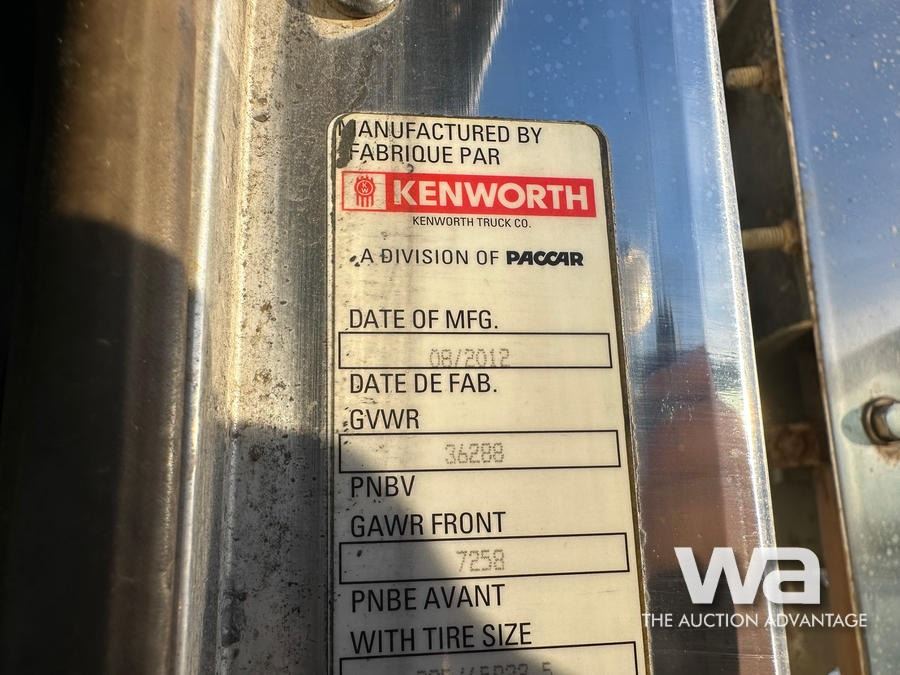 MANUFACTURED BY
FABRIQUE PAR
KW KENWORTH
KENWORTH TRUCK CO.
A DIVISION OF PACCAR
DATE OF MFG.
08/2012
DATE DE FAB.
GVWR
36288
PNBV
GAWR FRONT
7258
PNBE AVANT
WITH TIRE SIZE
wa
THE AUCTION ADVANTAGE